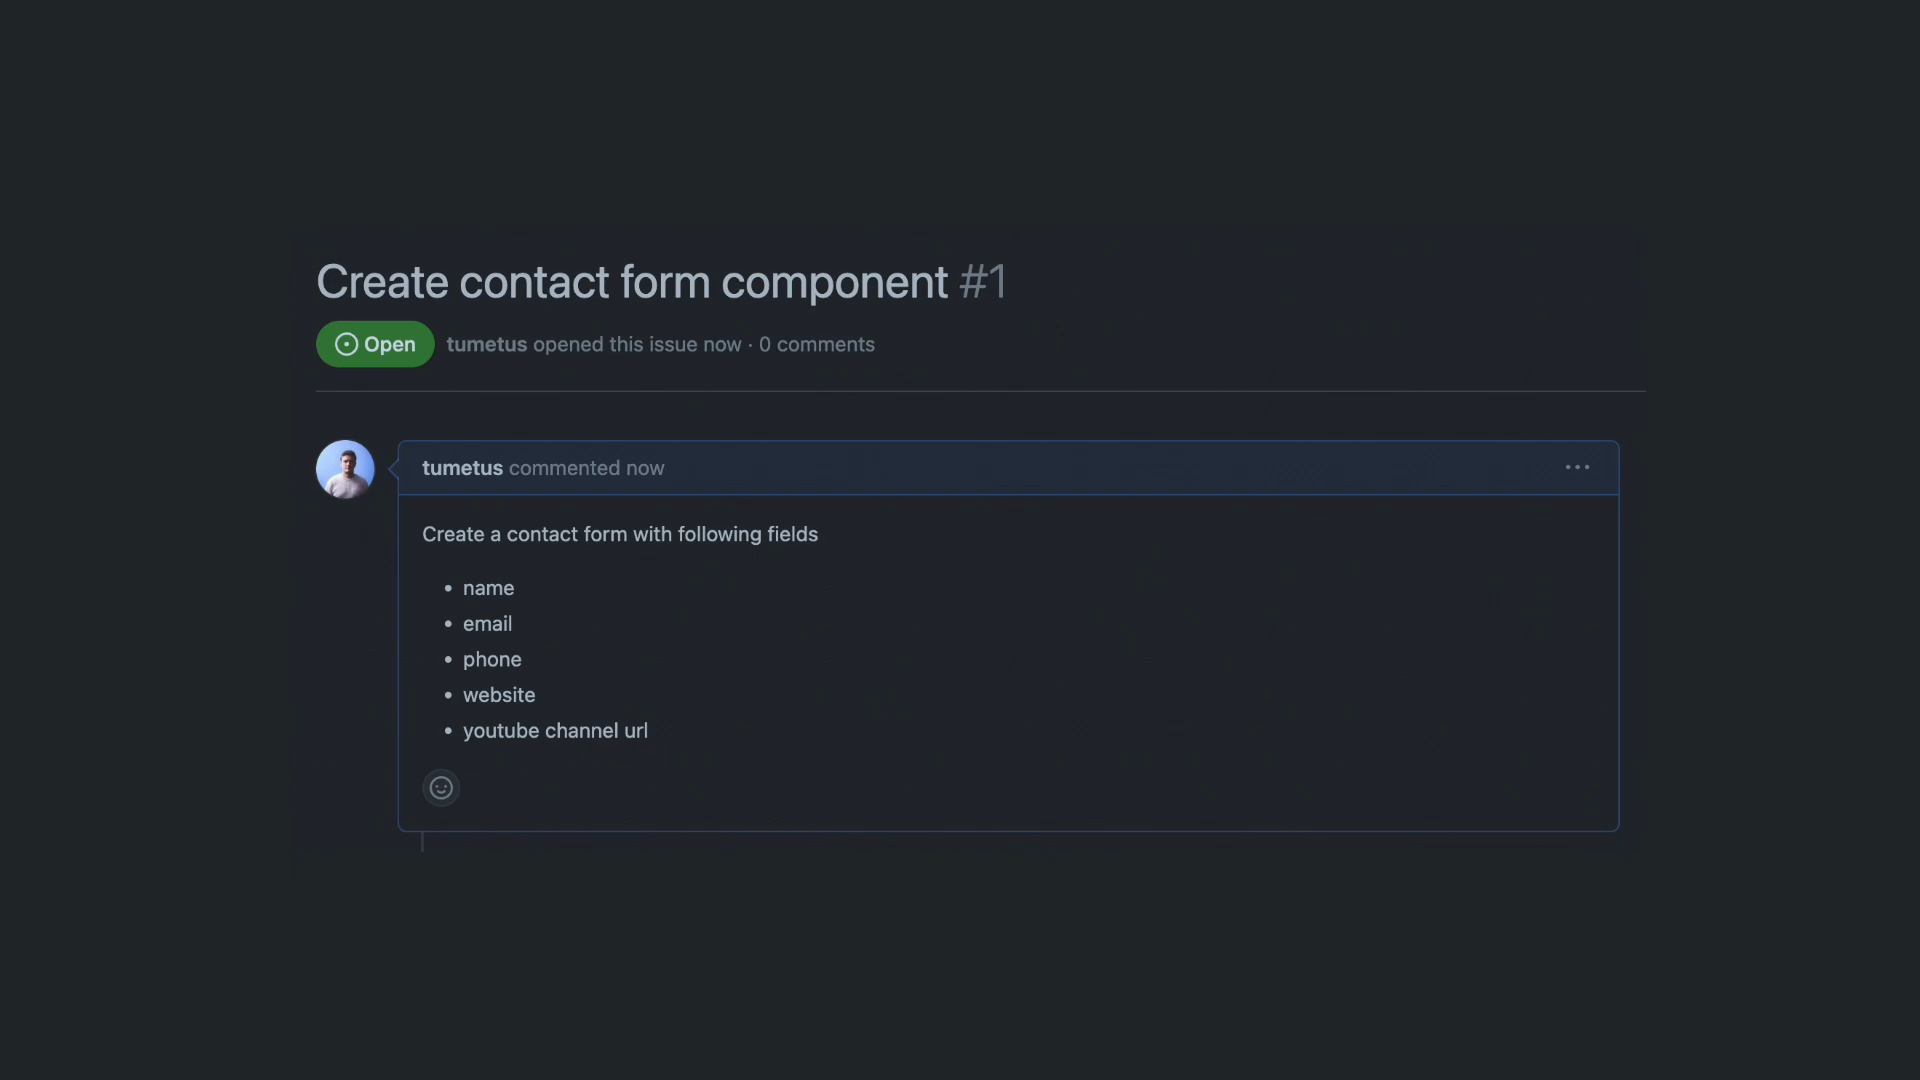 Create contact form component #1
Open tumetus opened this issue now · 0 comments
tumetus commented now
Create a contact form with following fields
• name
• email
• phone
• website
• youtube channel url